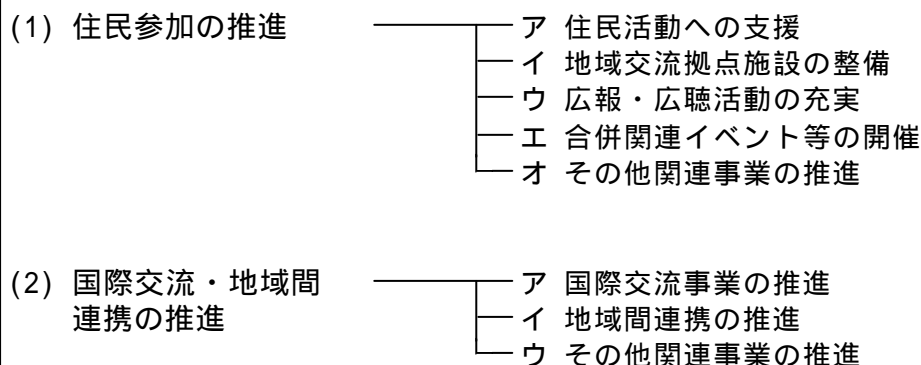 (1) 住民参加の推進 ア 住民活動への支援
イ 地域交流拠点施設の整備
ウ 広報・広聴活動の充実
エ 合併関連イベント等の開催
オ その他関連事業の推進
(2) 国際交流・地域間 ア 国際交流事業の推進
連携の推進 イ 地域間連携の推進
ウ その他関連事業の推進